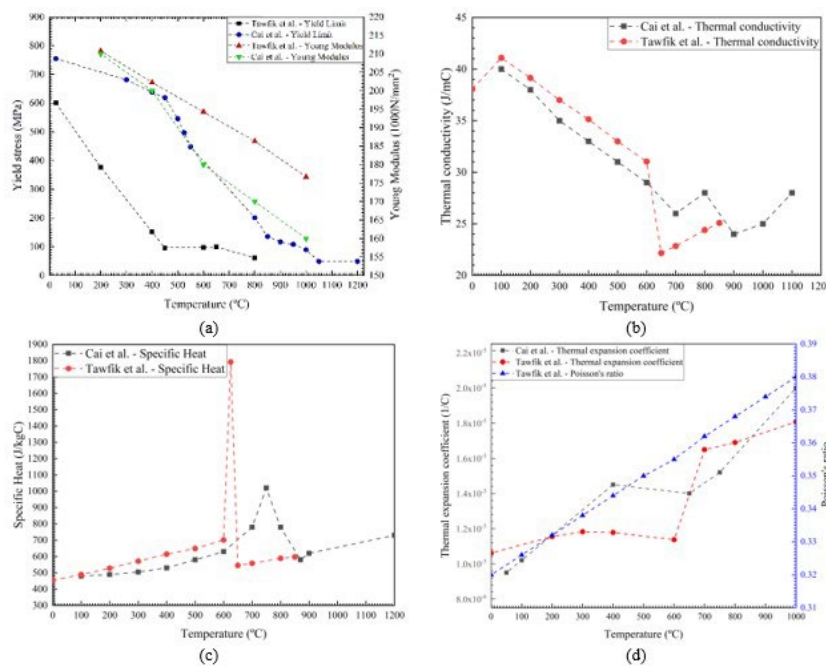 Tawfik et al. - Yield Limit
Cai et al. - Yield Limit
Tawfik et al. - Young Modulus
Cai et al. - Young Modulus
900
800
700
600
500
400
300
200
100
0
Yield stress (MPa)
220
215
210
205
200
195
190
185
180
175
170
165
160
155
150
Young Modulus (1000N/mm²)
0 200 400 600 800 1000 1200
Temperature (ºC)
(a)
Cai et al. - Thermal conductivity
Tawfik et al. - Thermal conductivity
45
40
35
30
25
20
Thermal conductivity (J/mC)
0 100 200 300 400 500 600 700 800 900 1000 1100 120
Temperature (ºC)
(b)
Cai et al. - Specific Heat
Tawfik et al. - Specific Heat
1900
1800
1700
1600
1500
1400
1300
1200
1100
1000
900
800
700
600
500
400
300
Specific Heat (J/kgC)
0 100 200 300 400 500 600 700 800 900 1000 1200
Temperature (ºC)
(c)
Cai et al. - Thermal expansion coefficient
Tawfik et al. - Thermal expansion coefficient
Tawfik et al. - Poisson's ratio
Thermal expansion coefficient (1/C)
0.39
0.38
0.37
0.36
0.35
0.34
0.33
0.32
0.31
Poisson's ratio
0 100 200 300 400 500 600 700 800 900 1000
Temperature (ºC)
(d)